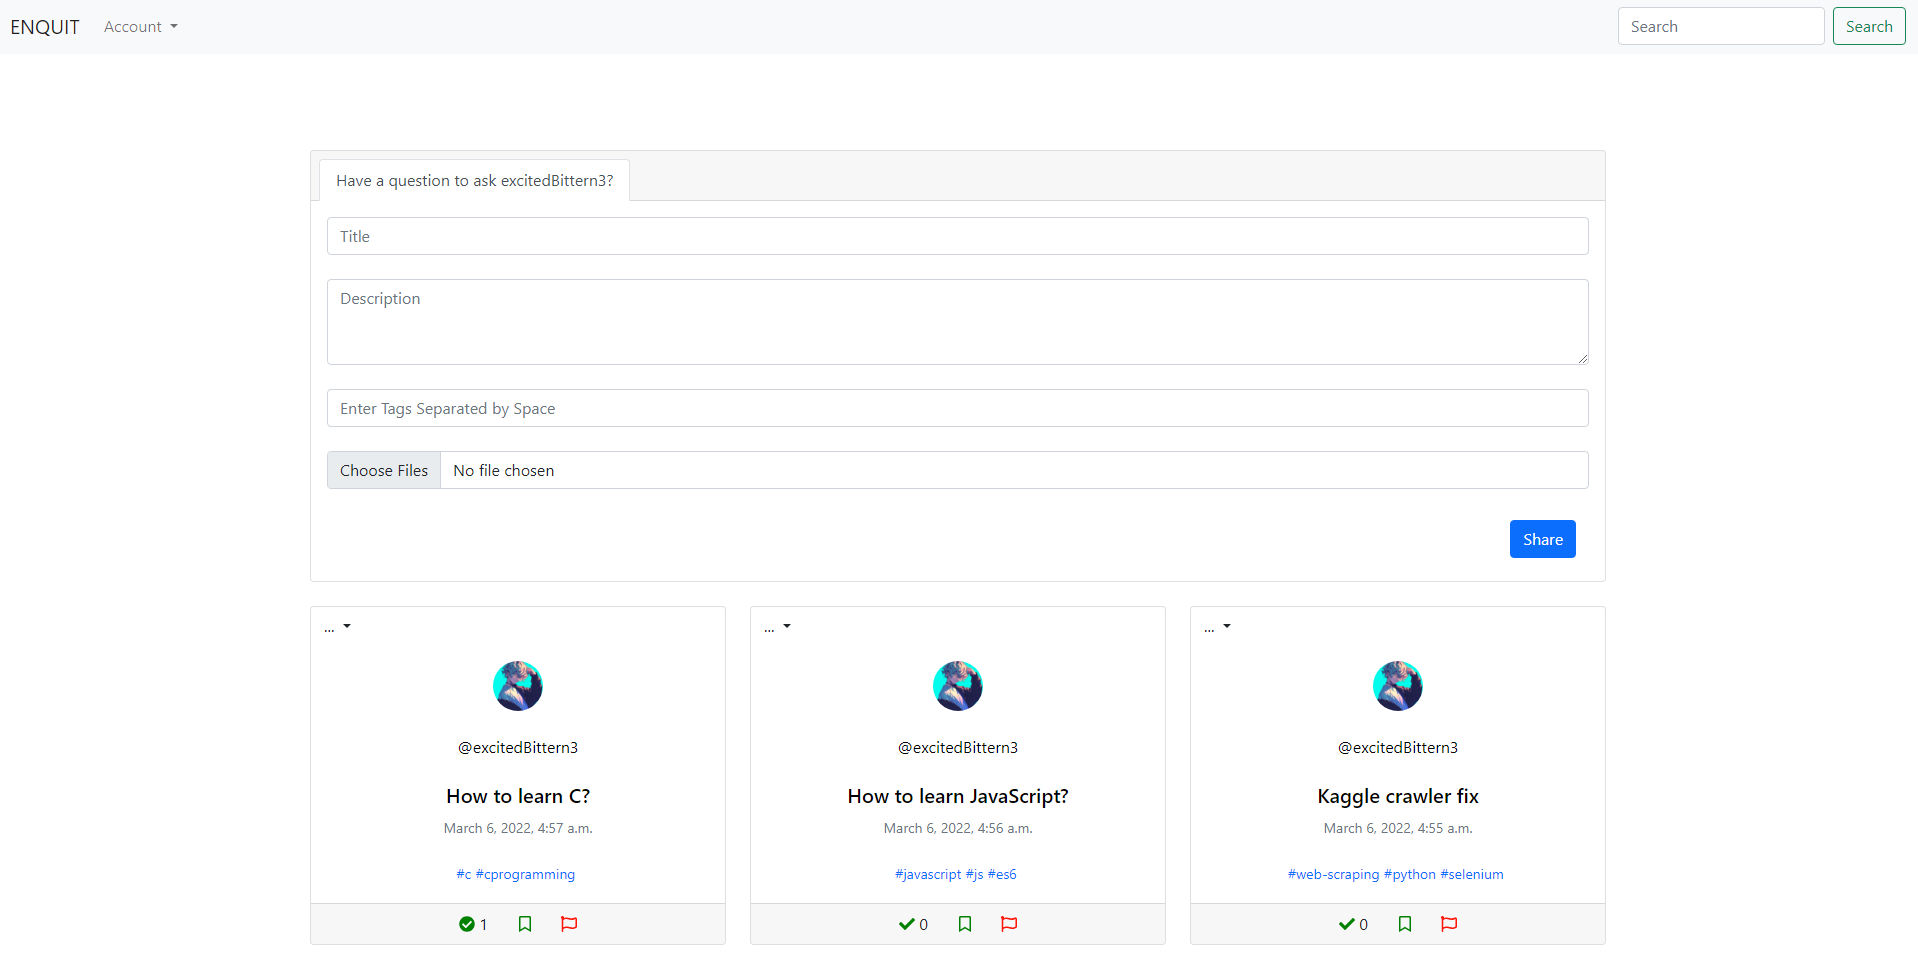 ENQUIT Account Search Search
Have a question to ask excitedBittern3?
Title
Description
Enter Tags Separated by Space
Choose Files No file chosen
Share
...
@excitedBittern3
How to learn C?
March 6, 2022, 4:57 a.m.
#c #cprogramming
1
...
@excitedBittern3
How to learn JavaScript?
March 6, 2022, 4:56 a.m.
#javascript #js #es6
0
...
@excitedBittern3
Kaggle crawler fix
March 6, 2022, 4:55 a.m.
#web-scraping #python #selenium
0